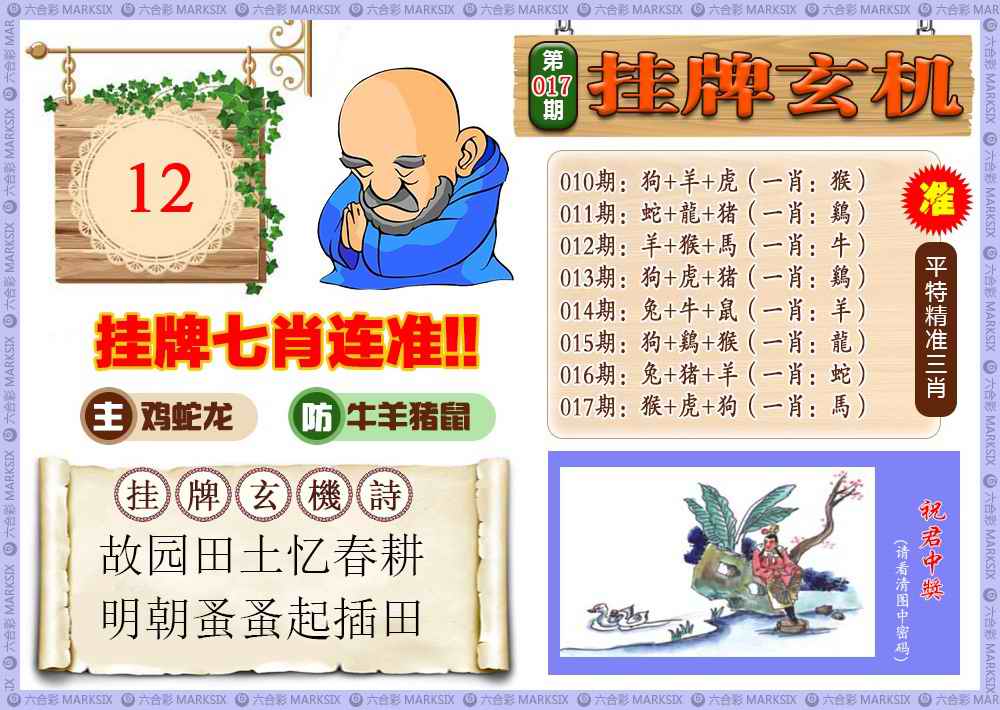 六合彩 MARKSIX
第017期
挂牌玄机
12
010期：狗+羊+虎（一肖：猴）
011期：蛇+龍+猪（一肖：鷄）
012期：羊+猴+馬（一肖：牛）
013期：狗+虎+猪（一肖：鷄）
014期：兔+牛+鼠（一肖：羊）
015期：狗+鷄+猴（一肖：龍）
016期：兔+猪+羊（一肖：蛇）
017期：猴+虎+狗（一肖：馬）
准
平特精准三肖
挂牌七肖连准!!
主 鸡蛇龙
防 牛羊猪鼠
挂牌玄機詩
故园田土忆春耕
明朝蚤蚤起插田
祝君中奬
(请看清图中密码)